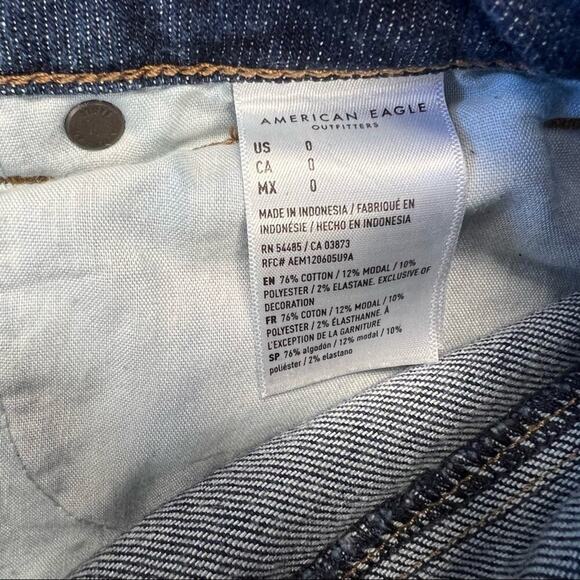 AMERICAN EAGLE
OUTFITTERS
US 0
CA 0
MX 0
MADE IN INDONESIA / FABRIQUÉ EN
INDONÉSIE / HECHO EN INDONESIA
RN 54485 / CA 03873
RFC# AEM120605U9A
EN 76% COTTON / 12% MODAL / 10%
POLYESTER / 2% ELASTANE. EXCLUSIVE OF
DECORATION
FR 76% COTON / 12% MODAL / 10%
POLYESTER / 2% ÉLASTHANNE. À
L'EXCEPTION DE LA GARNITURE
SP 76% algodón / 12% modal / 10%
poliéster / 2% elastano